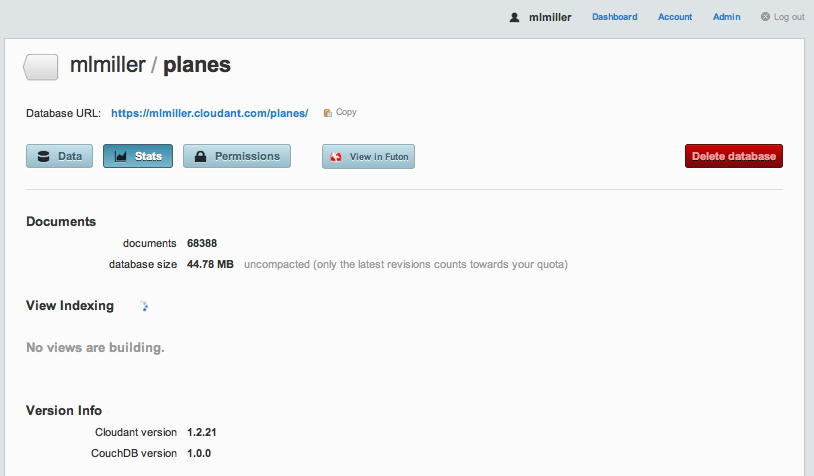 mlmiller Dashboard Account Admin Log out
mlmiller / planes
Database URL: https://mlmiller.cloudant.com/planes/ Copy
Data Stats Permissions View in Futon Delete database
Documents
documents 68388
database size 44.78 MB uncompacted (only the latest revisions counts towards your quota)
View Indexing
No views are building.
Version Info
Cloudant version 1.2.21
CouchDB version 1.0.0